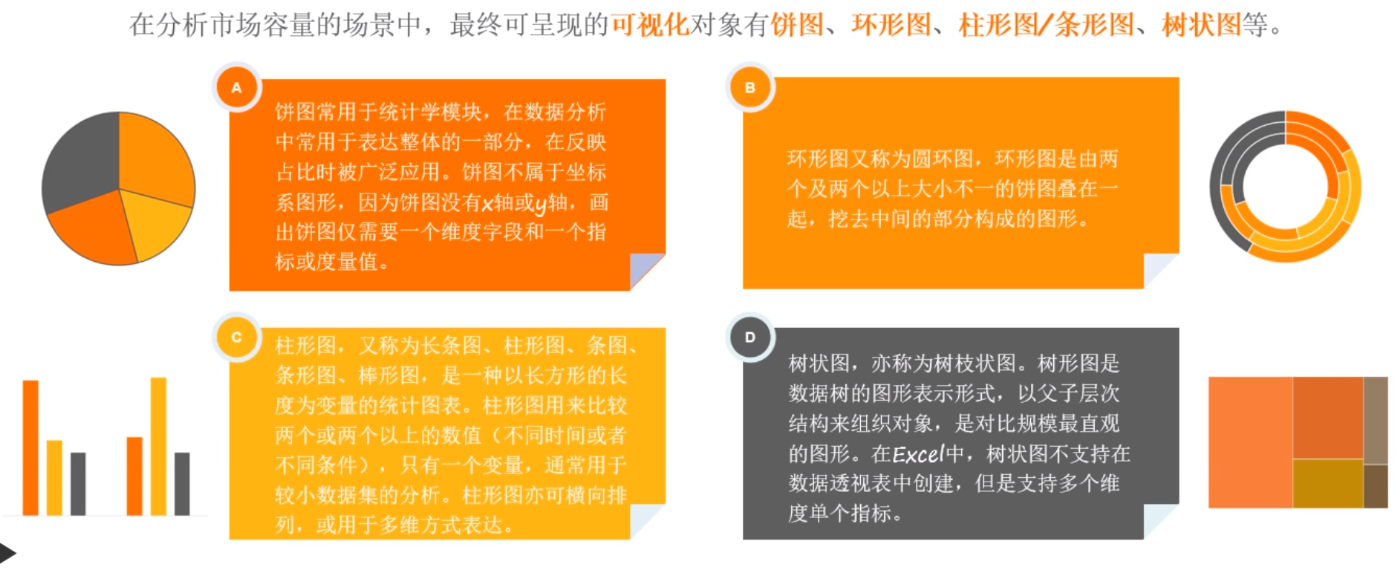 在分析市场容量的场景中，最终可呈现的可视化对象有饼图、环形图、柱形图/条形图、树状图等。
A
饼图常用于统计学模块，在数据分析
中常用于表达整体的一部分，在反映
占比时被广泛应用。饼图不属于坐标
系图形，因为饼图没有x轴或y轴，画
出饼图仅需要一个维度字段和一个指
标或度量值。
B
环形图又称为圆环图，环形图是由两
个及两个以上大小不一的饼图叠在一
起，挖去中间的部分构成的图形。
C
柱形图，又称为长条图、柱形图、条图、
条形图、棒形图，是一种以长方形的长
度为变量的统计图表。柱形图用来比较
两个或两个以上的数值（不同时间或者
不同条件），只有一个变量，通常用于
较小数据集的分析。柱形图亦可横向排
列，或用于多维方式表达。
D
树状图，亦称为树枝状图。树形图是
数据树的图形表示形式，以父子层次
结构来组织对象，是对比规模最直观
的图形。在Excel中，树状图不支持在
数据透视表中创建，但是支持多个维
度单个指标。